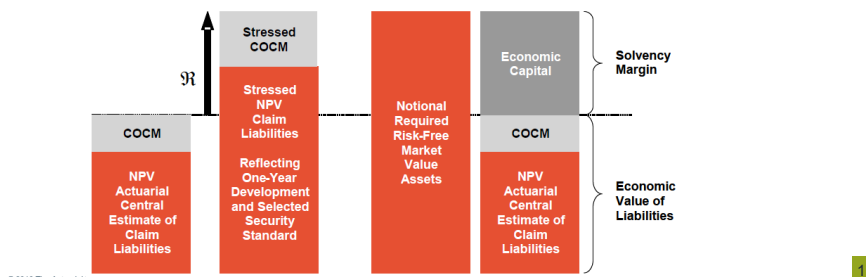 ℜ
COCM
NPV
Actuarial
Central
Estimate of
Claim
Liabilities
Stressed
COCM
Stressed
NPV
Claim
Liabilities
Reflecting
One-Year
Development
and Selected
Security
Standard
Notional
Required
Risk-Free
Market
Value
Assets
Economic
Capital
COCM
NPV
Actuarial
Central
Estimate of
Claim
Liabilities
Solvency
Margin
Economic
Value of
Liabilities
1